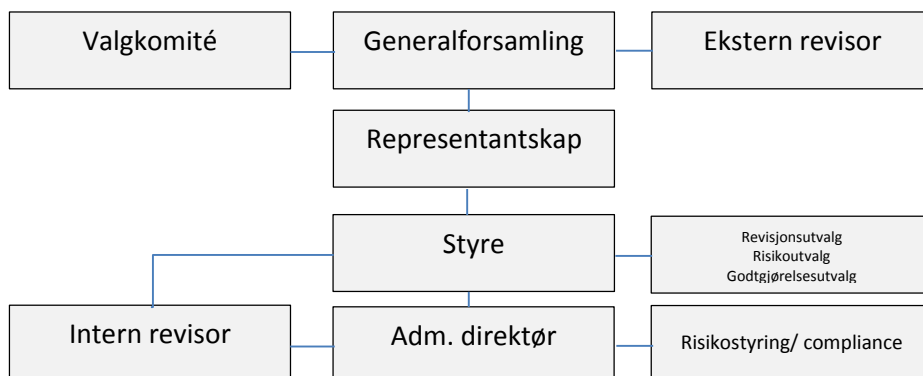 Valgkomité
Generalforsamling
Ekstern revisor
Representantskap
Styre
Revisjonsutvalg
Risikoutvalg
Godtgjørelsesutvalg
Intern revisor
Adm. direktør
Risikostyring/ compliance